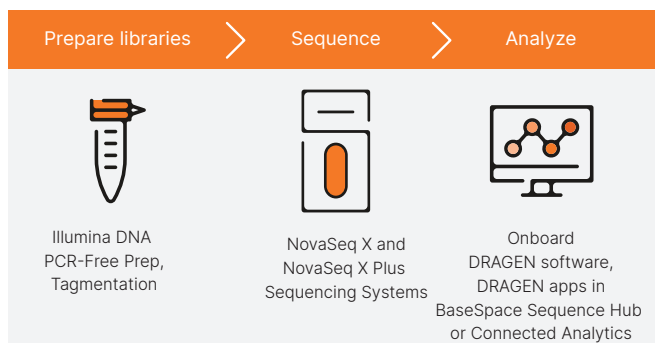 Prepare libraries
Sequence
Analyze
Illumina DNA
PCR-Free Prep,
Tagmentation
NovaSeq X and
NovaSeq X Plus
Sequencing Systems
Onboard
DRAGEN software,
DRAGEN apps in
BaseSpace Sequence Hub
or Connected Analytics